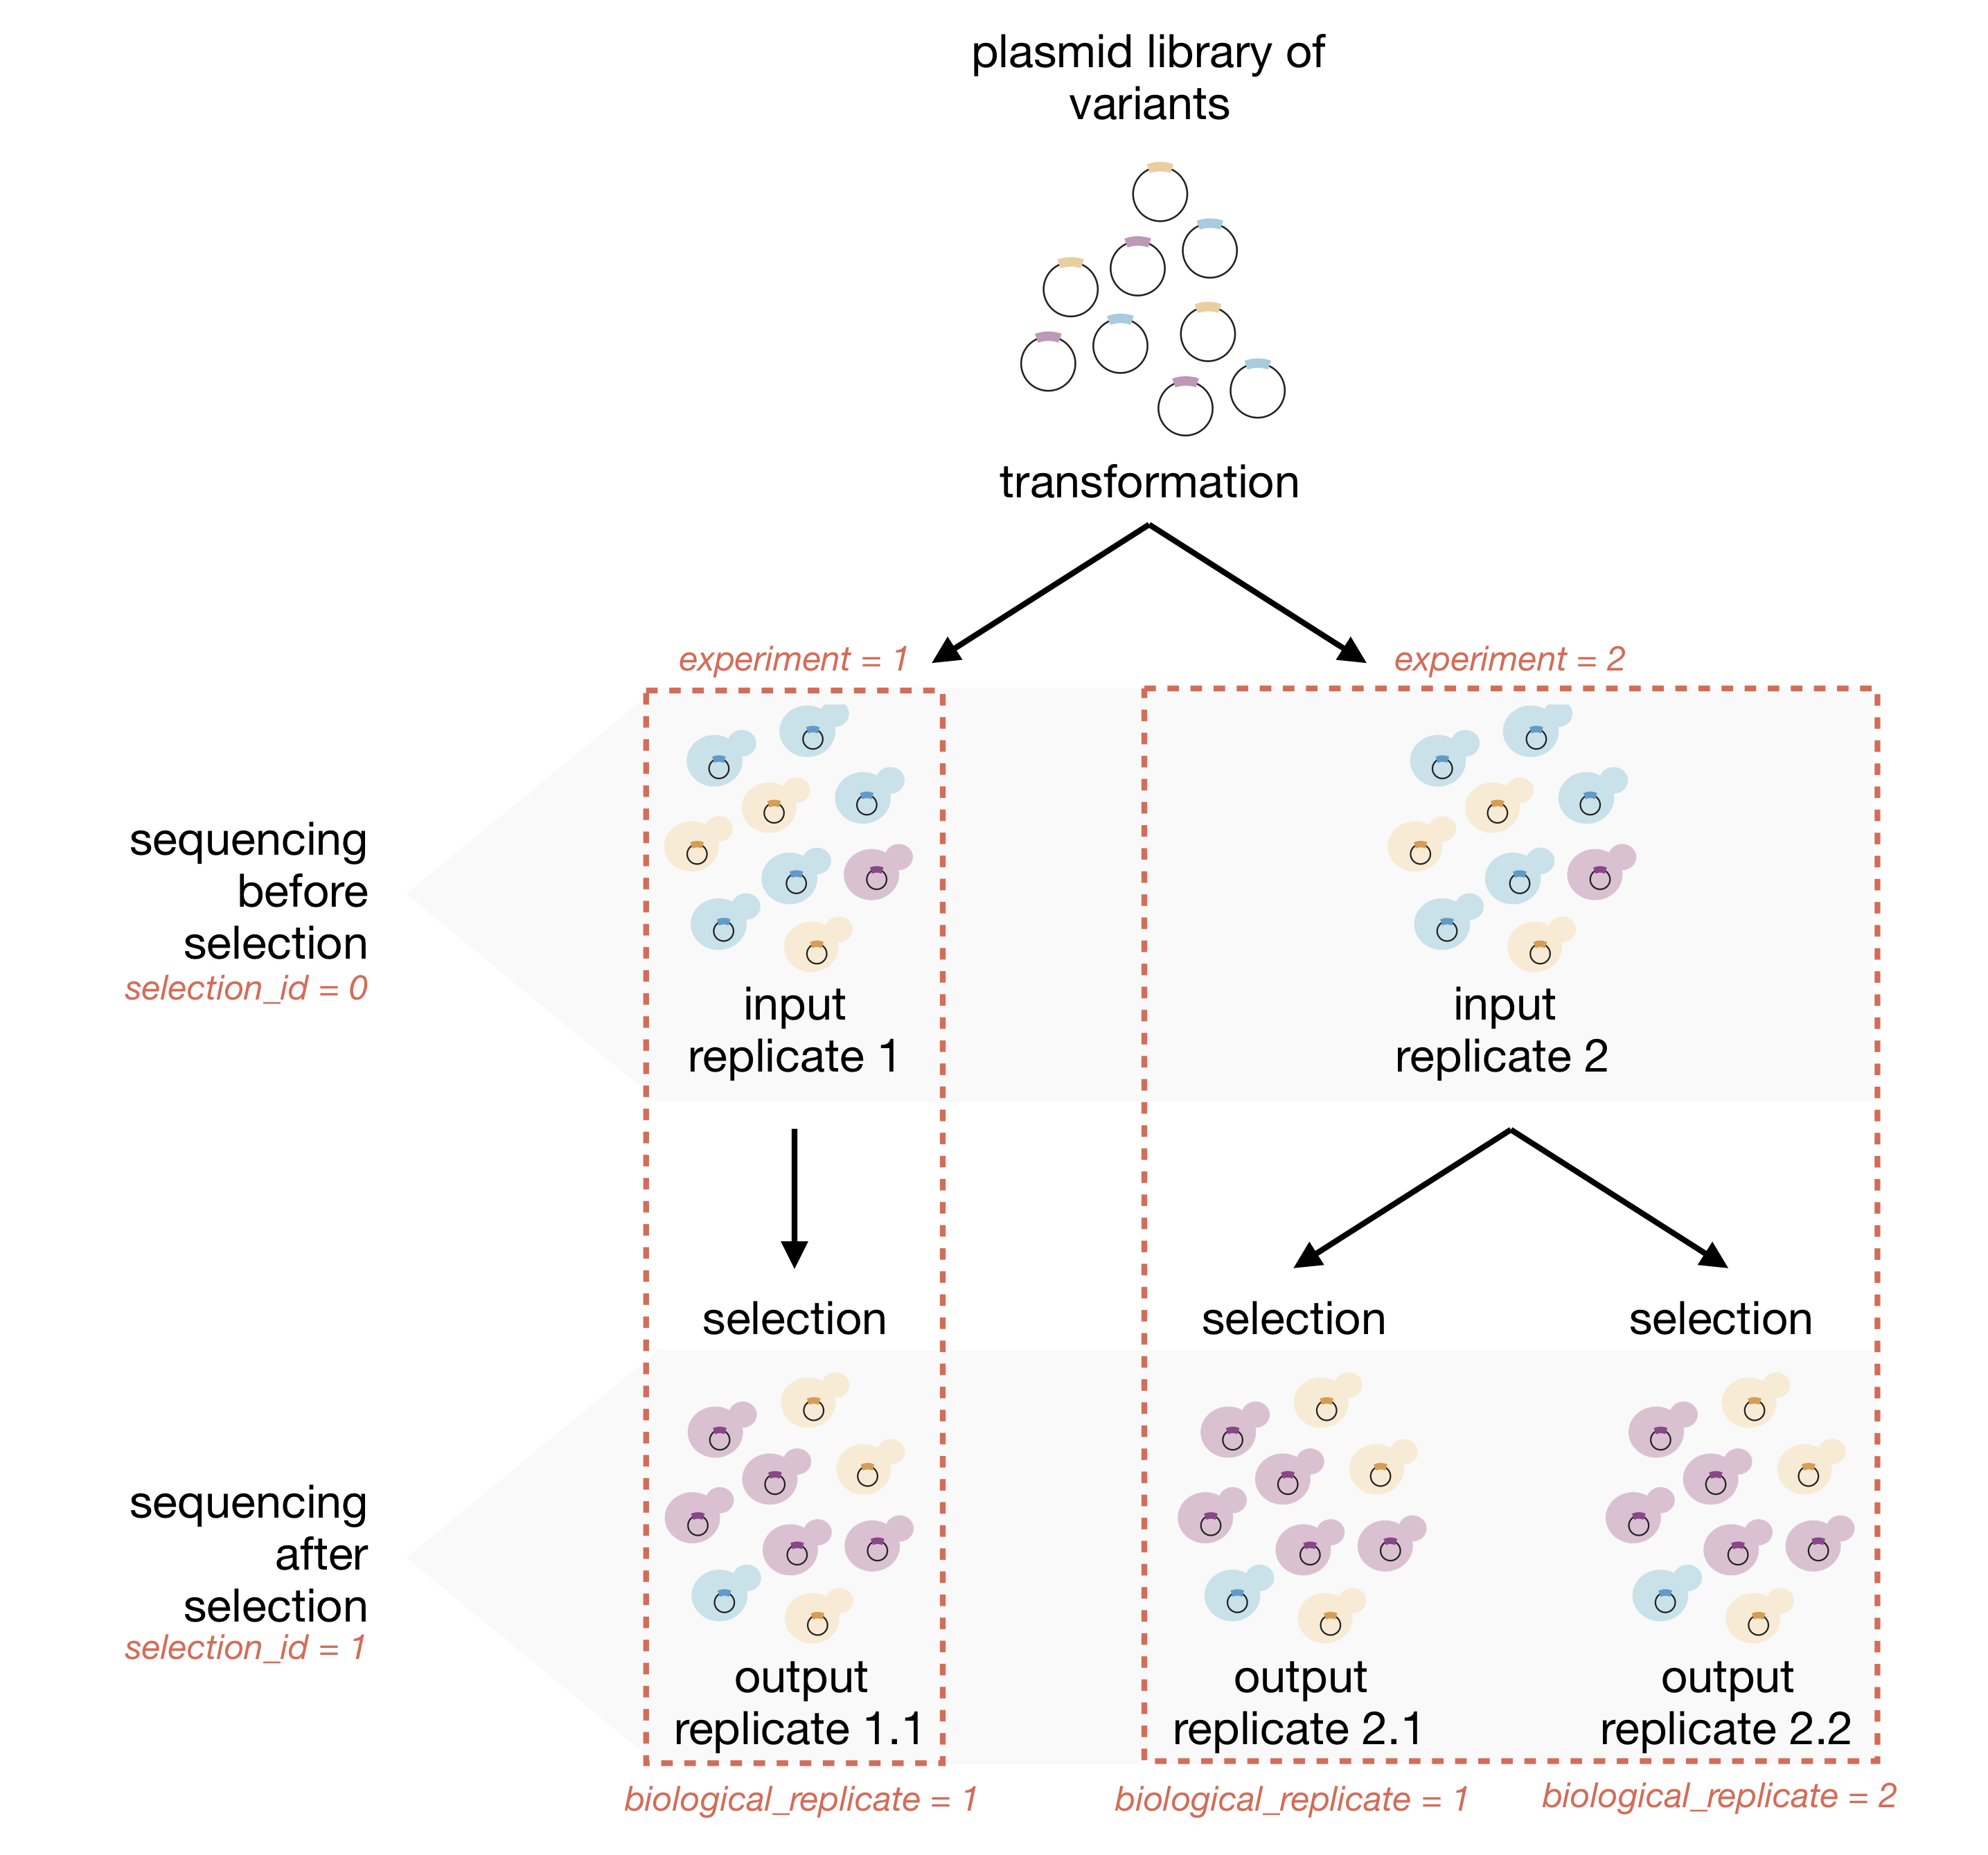 plasmid library of
variants
transformation
experiment = 1
experiment = 2
sequencing
before
selection
selection_id = 0
input
replicate 1
input
replicate 2
selection
selection
selection
sequencing
after
selection
selection_id = 1
output
replicate 1.1
output
replicate 2.1
output
replicate 2.2
biological_replicate = 1
biological_replicate = 1
biological_replicate = 2